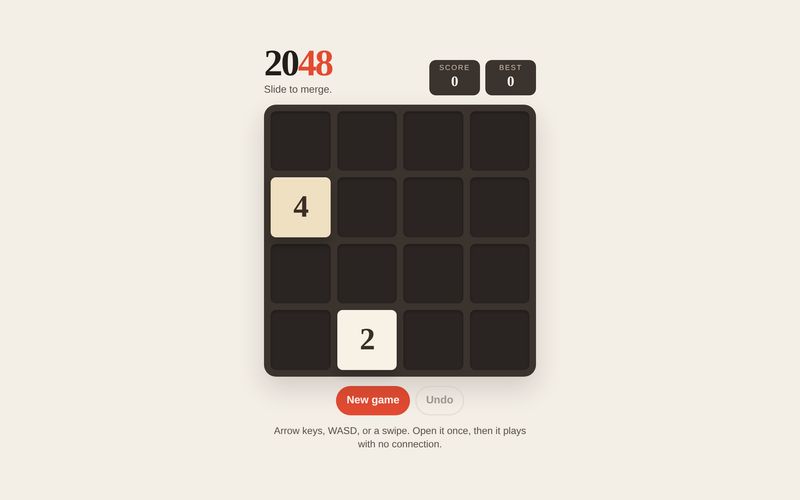 2048
Slide to merge.
SCORE
0
BEST
0
4
2
New game
Undo
Arrow keys, WASD, or a swipe. Open it once, then it plays
with no connection.